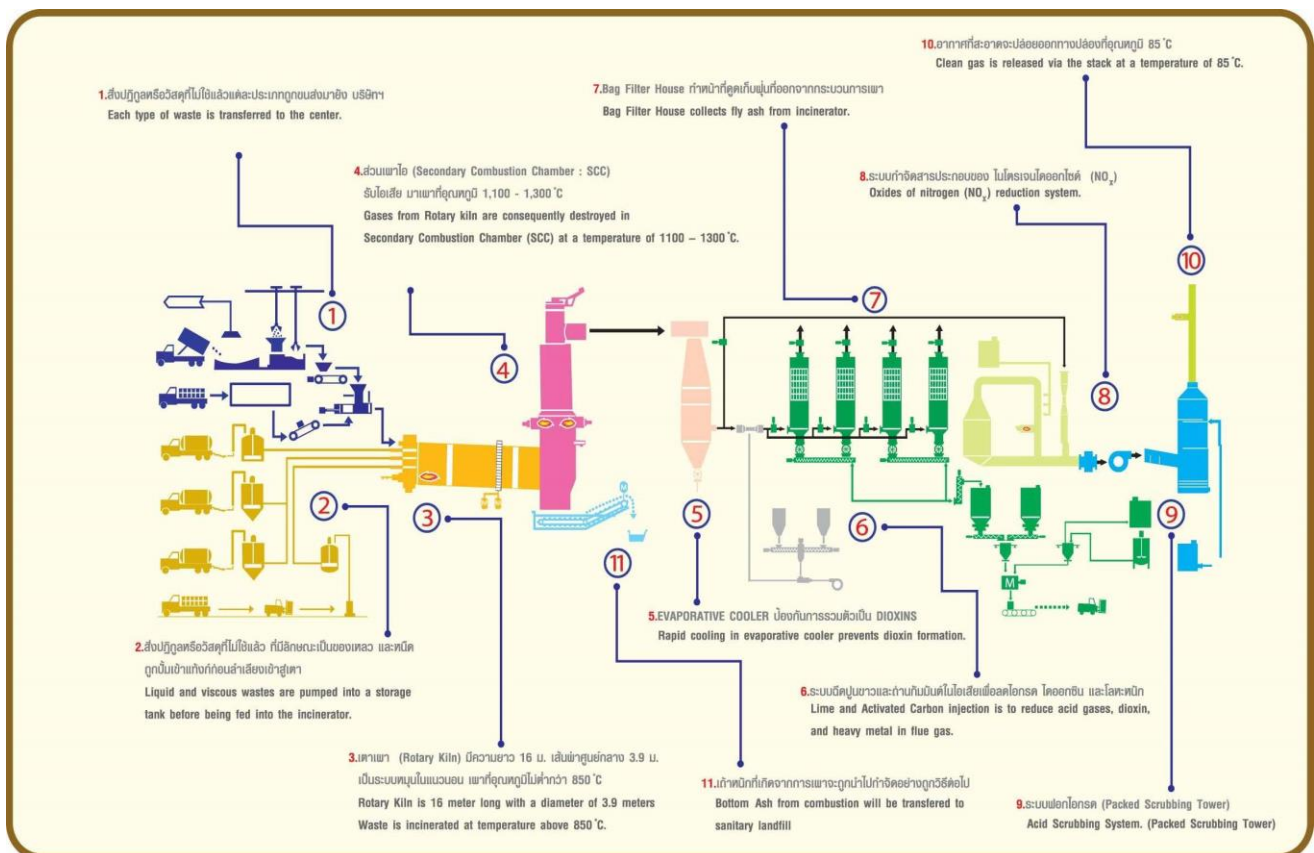 1.สิ่งปฏิกูลหรือวัสดุที่ไม่ใช้แล้วแต่ละประเภทถูกขนส่งมายัง บริษัทฯ
Each type of waste is transferred to the center.
10.อากาศที่สะอาดจะปล่อยออกทางปล่องที่อุณหภูมิ 85 ˚C
Clean gas is released via the stack at a temperature of 85˚C.
7.Bag Filter House ทำหน้าที่ดูดเก็บฝุ่นที่ออกจากกระบวนการเผา
Bag Filter House collects fly ash from incinerator.
4.ส่วนเผาไอ (Secondary Combustion Chamber : SCC)
รับไอเสีย มาเผาที่อุณหภูมิ 1,100 - 1,300 ˚C
Gases from Rotary kiln are consequently destroyed in
Secondary Combustion Chamber (SCC) at a temperature of 1100 – 1300 ˚C.
8.ระบบกำจัดสารประกอบของ ไนโตรเจนไดออกไซด์ (NOx)
Oxides of nitrogen (NOx) reduction system.
1
4
7
10
8
2
3
5
6
9
11
M
M
5.EVAPORATIVE COOLER ป้องกันการรวมตัวเป็น DIOXINS
Rapid cooling in evaporative cooler prevents dioxin formation.
2.สิ่งปฏิกูลหรือวัสดุที่ไม่ใช้แล้ว ที่มีลักษณะเป็นของเหลว และหนืด
ถูกปั๊มเข้าแท้งก์ก่อนลำเลียงเข้าสู่เตา
Liquid and viscous wastes are pumped into a storage
tank before being fed into the incinerator.
6.ระบบฉีดปูนขาวและถ่านกัมมันต์ในไอเสียเพื่อลดไอกรด ไดออกซิน และโลหะหนัก
Lime and Activated Carbon injection is to reduce acid gases, dioxin,
and heavy metal in flue gas.
3.เตาเผา (Rotary Kiln) มีความยาว 16 ม. เส้นผ่าศูนย์กลาง 3.9 ม.
เป็นระบบหมุนในแนวนอน เผาที่อุณหภูมิไม่ต่ำกว่า 850 ˚C
Rotary Kiln is 16 meter long with a diameter of 3.9 meters
Waste is incinerated at temperature above 850˚C.
11.เถ้าหนักที่เกิดจากการเผาจะถูกนำไปกำจัดอย่างถูกวิธีต่อไป
Bottom Ash from combustion will be transfered to
sanitary landfill
9.ระบบฟอกไอกรด (Packed Scrubbing Tower)
Acid Scrubbing System. (Packed Scrubbing Tower)